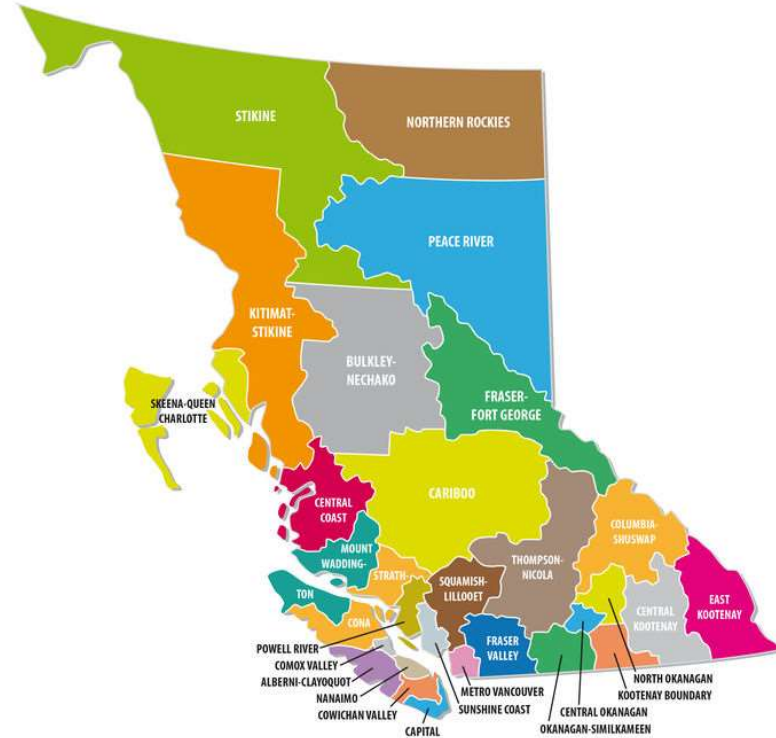 STIKINE
NORTHERN ROCKIES
PEACE RIVER
KITIMAT-
STIKINE
BULKLEY-
NECHAKO
FRASER-
FORT GEORGE
SKEENA-QUEEN
CHARLOTTE
CARIBOO
CENTRAL
COAST
MOUNT
WADDING-
TON
STRATH-
CONA
SQUAMISH-
LILLOOET
THOMPSON-
NICOLA
COLUMBIA-
SHUSWAP
EAST
KOOTENAY
CENTRAL
KOOTENAY
FRASER
VALLEY
POWELL RIVER
COMOX VALLEY
ALBERNI-CLAYOQUOT
NANAIMO
COWICHAN VALLEY
CAPITAL
METRO VANCOUVER
SUNSHINE COAST
NORTH OKANAGAN
KOOTENAY BOUNDARY
CENTRAL OKANAGAN
OKANAGAN-SIMILKAMEEN